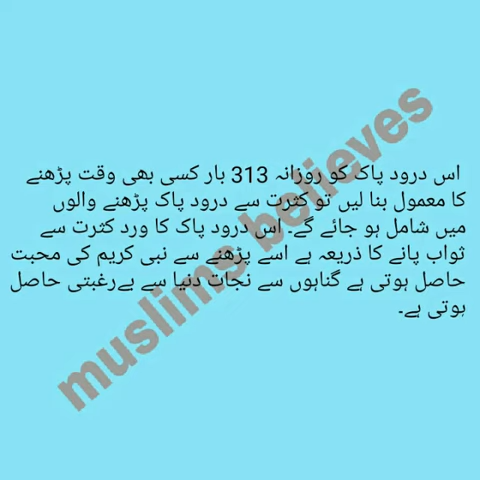 اس درود پاک کو روزانہ 313 بار کسی بھی وقت پڑھنے
کا معمول بنا لیں تو کثرت سے درود پاک پڑھنے والوں
میں شامل ہو جائے گے۔ اس درود پاک کا ورد کثرت سے
ثواب پانے کا ذریعہ ہے اسے پڑھنے سے نبی کریم کی محبت
حاصل ہوتی ہے گناہوں سے نجات دنیا سے بےرغبتی حاصل
ہوتی ہے۔
muslims believes